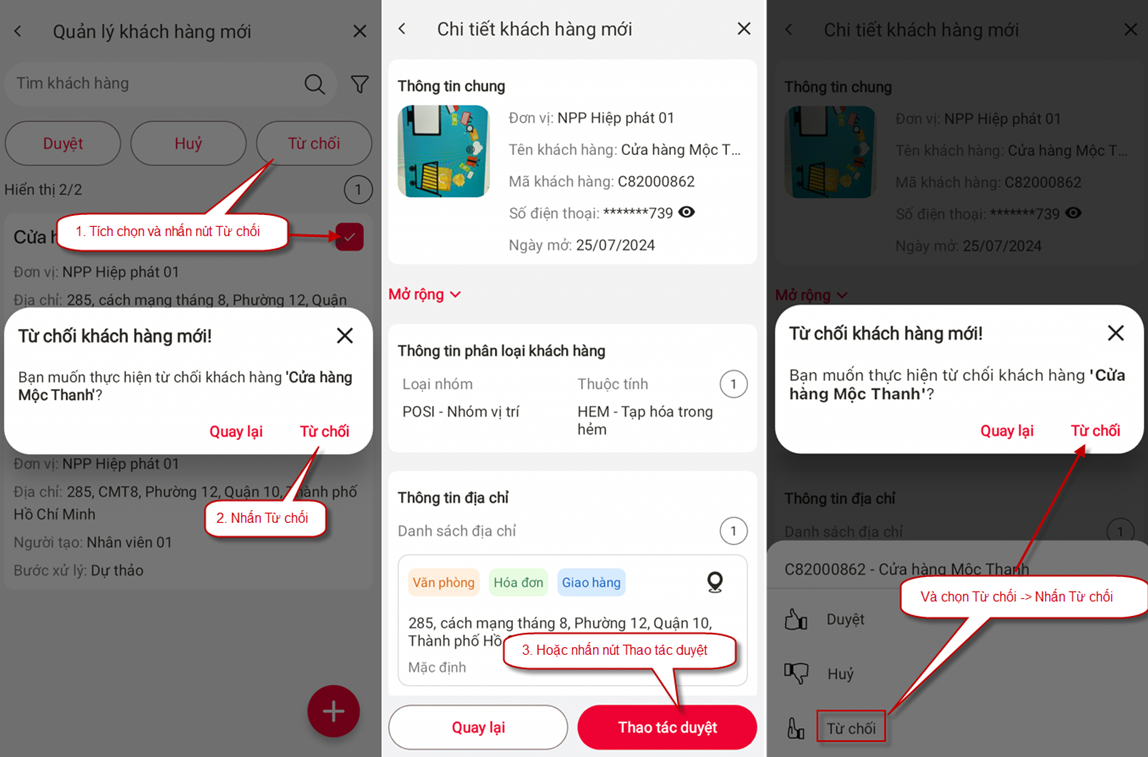 Quản lý khách hàng mới
Tìm khách hàng
Duyệt
Huỷ
Từ chối
Hiển thị 2/2
1
1. Tích chọn và nhấn nút Từ chối
Cửa h
Đơn vị: NPP Hiệp phát 01
Địa chỉ: 285, cách mạng tháng 8, Phường 12, Quận
Từ chối khách hàng mới!
Bạn muốn thực hiện từ chối khách hàng 'Cửa hàng
Mộc Thanh'?
Quay lại
Từ chối
Đơn vị: NPP Hiệp phát 01
Địa chỉ: 285, CMT8, Phường 12, Quận 10, Thành phố
Hồ Chí Minh
2. Nhấn Từ chối
Người tạo: Nhân viên 01
Bước xử lý: Dự thảo
Chi tiết khách hàng mới
Thông tin chung
Đơn vị: NPP Hiệp phát 01
Tên khách hàng: Cửa hàng Mộc T...
Mã khách hàng: C82000862
Số điện thoại: *******739
Ngày mở: 25/07/2024
Mở rộng
Thông tin phân loại khách hàng
Loại nhóm
Thuộc tính
1
POSI - Nhóm vị trí
HEM - Tạp hóa trong
hẻm
Thông tin địa chỉ
Danh sách địa chỉ
1
Văn phòng
Hóa đơn
Giao hàng
285, cách mạng tháng 8, Phường 12, Quận 10,
Thành phố Hồ
3. Hoặc nhấn nút Thao tác duyệt
Mặc định
Quay lại
Thao tác duyệt
Chi tiết khách hàng mới
Thông tin chung
Đơn vị: NPP Hiệp phát 01
Tên khách hàng: Cửa hàng Mộc T...
Mã khách hàng: C82000862
Số điện thoại: *******739
Ngày mở: 25/07/2024
Mở rộng
Từ chối khách hàng mới!
Bạn muốn thực hiện từ chối khách hàng 'Cửa
hàng Mộc Thanh'?
Quay lại
Từ chối
Thông tin địa chỉ
Danh sách địa chỉ
1
C82000862 - Cửa hàng Mộc Thanh
Và chọn Từ chối -> Nhấn Từ chối
Duyệt
Huỷ
Từ chối